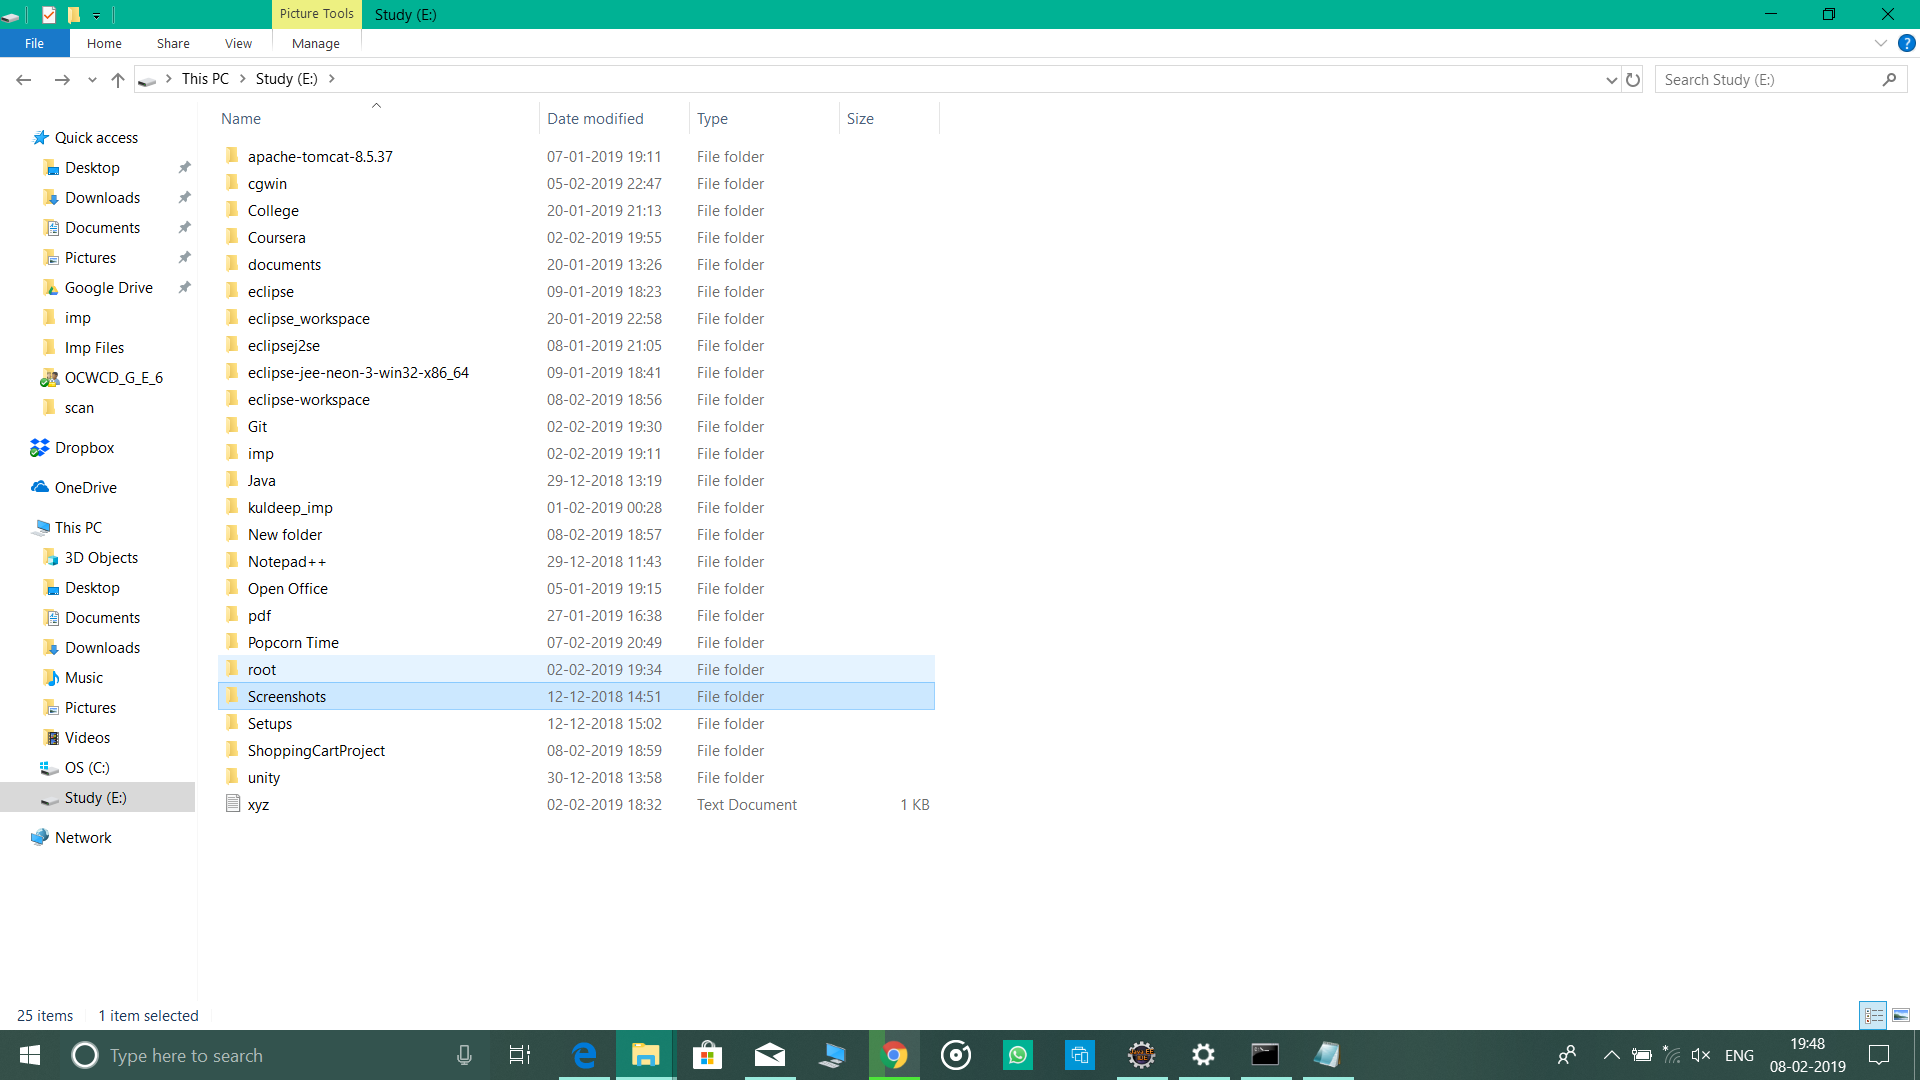 Picture Tools
Study (E:)
File Home Share View Manage
This PC Study (E:)
Search Study (E:)
Name Date modified Type Size
Quick access
Desktop
Downloads
Documents
Pictures
Google Drive
imp
Imp Files
OCWCD_G_E_6
scan
Dropbox
OneDrive
This PC
3D Objects
Desktop
Documents
Downloads
Music
Pictures
Videos
OS (C:)
Study (E:)
Network
apache-tomcat-8.5.37 07-01-2019 19:11 File folder
cgwin 05-02-2019 22:47 File folder
College 20-01-2019 21:13 File folder
Coursera 02-02-2019 19:55 File folder
documents 20-01-2019 13:26 File folder
eclipse 09-01-2019 18:23 File folder
eclipse_workspace 20-01-2019 22:58 File folder
eclipsej2se 08-01-2019 21:05 File folder
eclipse-jee-neon-3-win32-x86_64 09-01-2019 18:41 File folder
eclipse-workspace 08-02-2019 18:56 File folder
Git 02-02-2019 19:30 File folder
imp 02-02-2019 19:11 File folder
Java 29-12-2018 13:19 File folder
kuldeep_imp 01-02-2019 00:28 File folder
New folder 08-02-2019 18:57 File folder
Notepad++ 29-12-2018 11:43 File folder
Open Office 05-01-2019 19:15 File folder
pdf 27-01-2019 16:38 File folder
Popcorn Time 07-02-2019 20:49 File folder
root 02-02-2019 19:34 File folder
Screenshots 12-12-2018 14:51 File folder
Setups 12-12-2018 15:02 File folder
ShoppingCartProject 08-02-2019 18:59 File folder
unity 30-12-2018 13:58 File folder
xyz 02-02-2019 18:32 Text Document 1 KB
25 items 1 item selected
Type here to search
ENG
19:48
08-02-2019